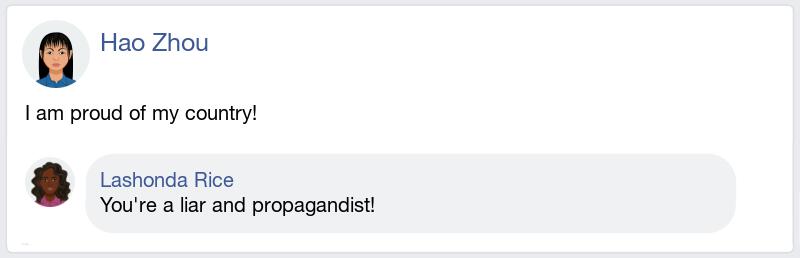 Hao Zhou
I am proud of my country!
Lashonda Rice
You're a liar and propagandist!